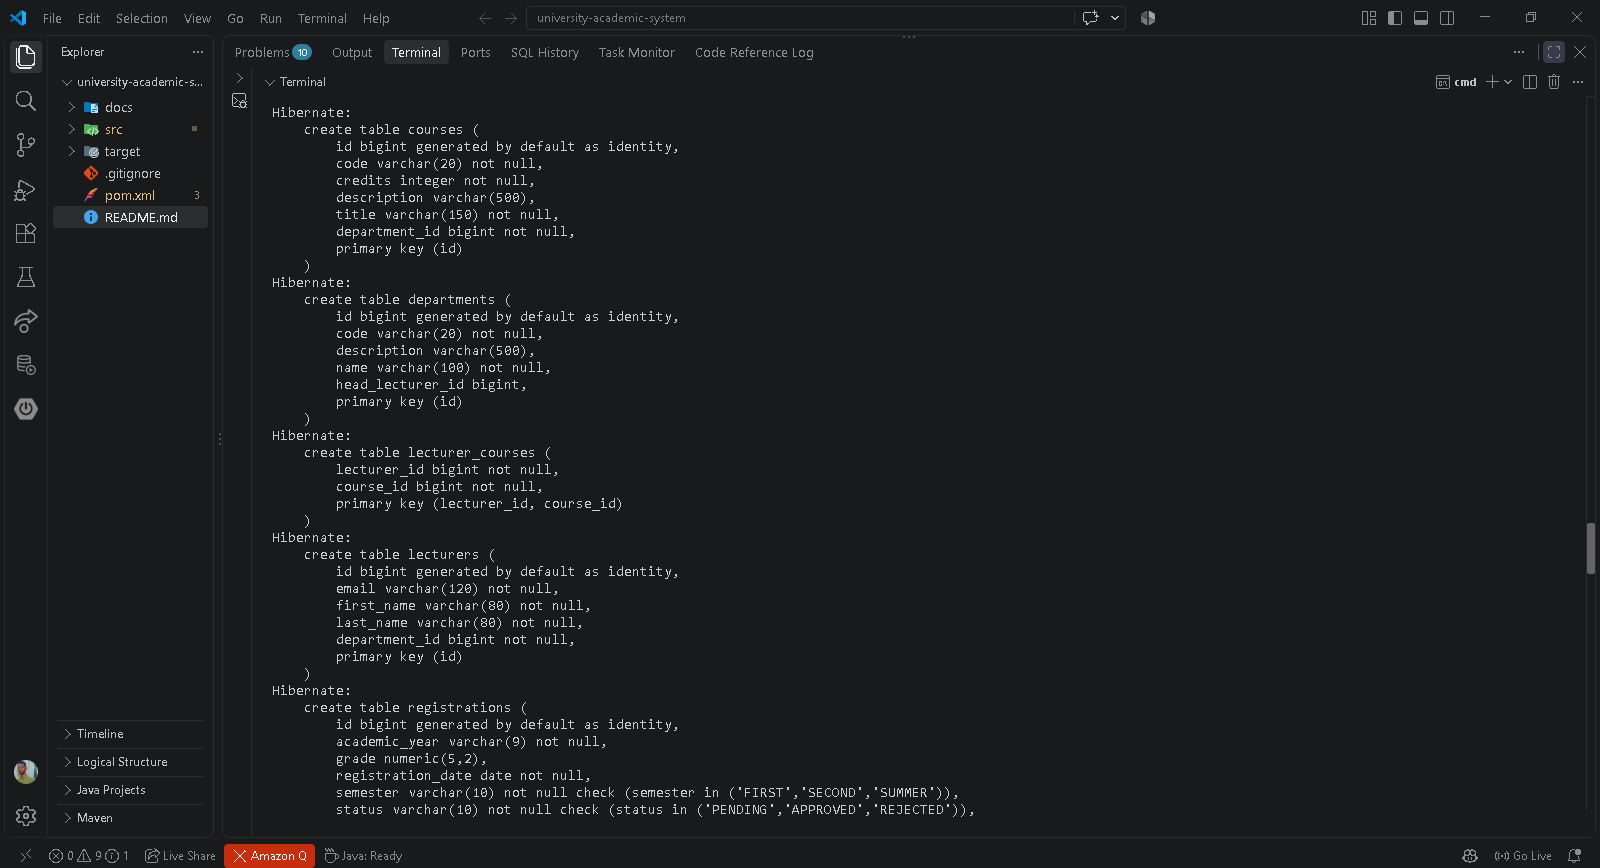 File Edit Selection View Go Run Terminal Help
university-academic-system
Explorer
university-academic-s...
docs
src
target
.gitignore
pom.xml 3
README.md
Timeline
Logical Structure
Java Projects
Maven
Problems 10 Output Terminal Ports SQL History Task Monitor Code Reference Log
Terminal
cmd
Hibernate:
    create table courses (
        id bigint generated by default as identity,
        code varchar(20) not null,
        credits integer not null,
        description varchar(500),
        title varchar(150) not null,
        department_id bigint not null,
        primary key (id)
    )
Hibernate:
    create table departments (
        id bigint generated by default as identity,
        code varchar(20) not null,
        description varchar(500),
        name varchar(100) not null,
        head_lecturer_id bigint,
        primary key (id)
    )
Hibernate:
    create table lecturer_courses (
        lecturer_id bigint not null,
        course_id bigint not null,
        primary key (lecturer_id, course_id)
    )
Hibernate:
    create table lecturers (
        id bigint generated by default as identity,
        email varchar(120) not null,
        first_name varchar(80) not null,
        last_name varchar(80) not null,
        department_id bigint not null,
        primary key (id)
    )
Hibernate:
    create table registrations (
        id bigint generated by default as identity,
        academic_year varchar(9) not null,
        grade numeric(5,2),
        registration_date date not null,
        semester varchar(10) not null check (semester in ('FIRST','SECOND','SUMMER')),
        status varchar(10) not null check (status in ('PENDING','APPROVED','REJECTED')),
0 9 1 Live Share Amazon Q Java: Ready Go Live